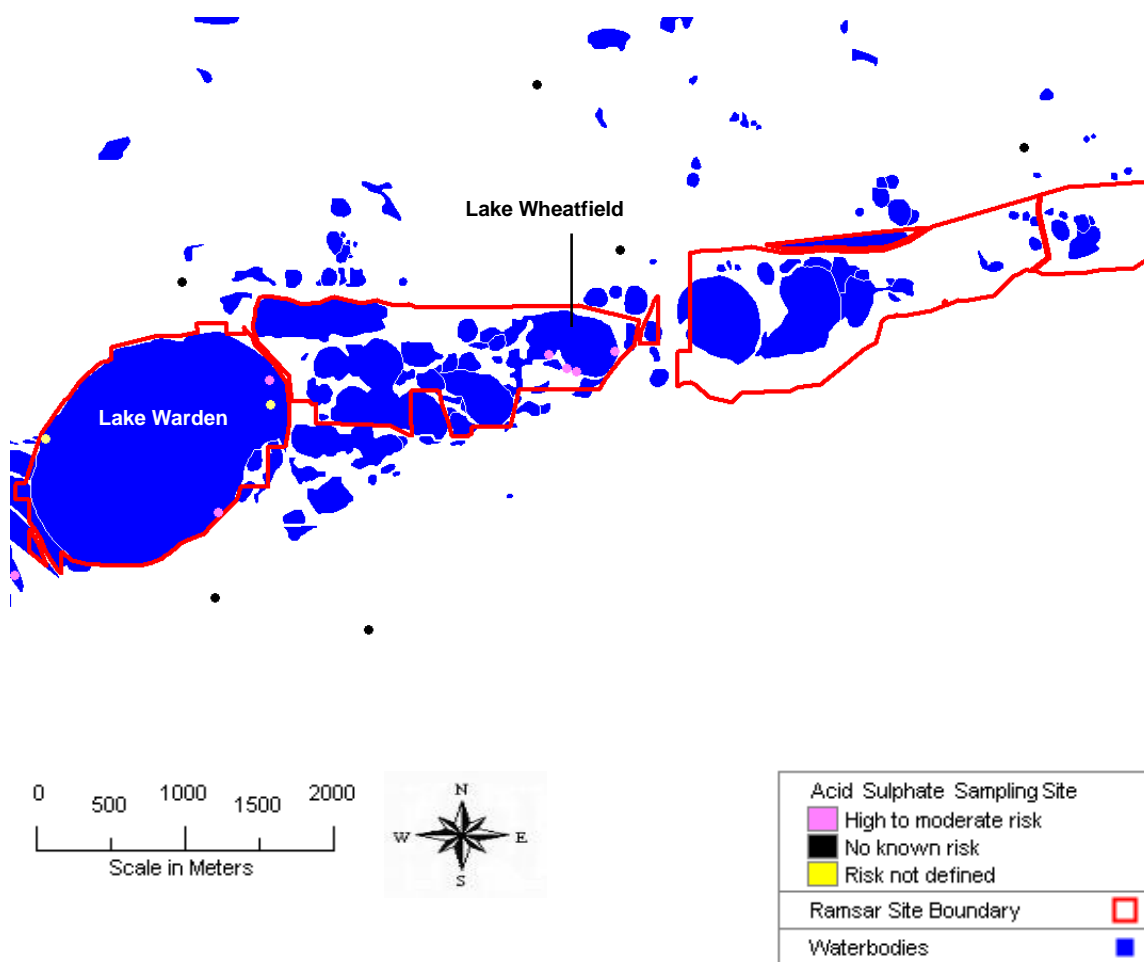 Lake Wheatfield
Lake Warden
0 500 1000 1500 2000
Scale in Meters
N
W E
S
Acid Sulphate Sampling Site
High to moderate risk
No known risk
Risk not defined
Ramsar Site Boundary
Waterbodies